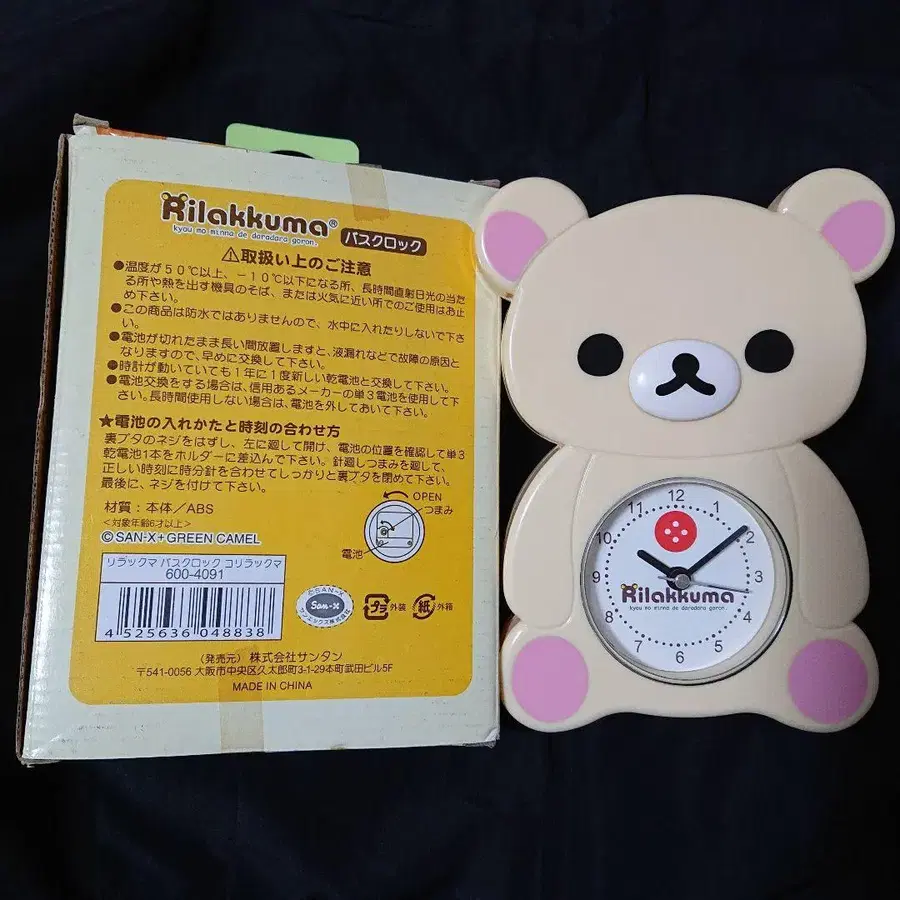 Rilakkuma®
kyou mo minna de daradara goron.
バスクロック
⚠取扱い上のご注意
●温度が50℃以上、-10℃以下になる所、長時間直射日光の当た
る所や熱を出す機具のそば、または火気に近い所でのご使用はお止
め下さい。
●この商品は防水ではありませんので、水中に入れたりしないで下さ
い。
●電池が切れたまま長い間放置しますと、液漏れなどで故障の原因と
なりますので、早めに交換して下さい。
●時計が動いていても1年に1度新しい乾電池と交換して下さい。
●電池交換をする場合は、信用あるメーカーの単3電池を使用して下
さい。長時間使用しない場合は、電池を外しておいて下さい。
★電池の入れかたと時刻の合わせ方
裏ブタのネジをはずし、左に廻して開け、電池の位置を確認して単3
乾電池1本をホルダーに差込んで下さい。針廻しつまみを廻して、
正しい時刻に時分針を合わせてしっかりと裏ブタを閉めて下さい。
最後に、ネジを付けて下さい。
OPEN
つまみ
電池
材質：本体／ABS
<対象年齢6才以上>
©SAN-X+GREEN CAMEL
リラックマ バスクロック コリラックマ
600-4091
4 525636 048838
©SAN-X
San-x
プラ 外装
紙 外箱
(発売元) 株式会社サンタン
〒541-0056 大阪市中央区久太郎町3-1-29本町武田ビル5F
MADE IN CHINA
12
1
2
3
4
5
6
7
8
9
10
11
Rilakkuma
kyou mo minna de daradara goron.